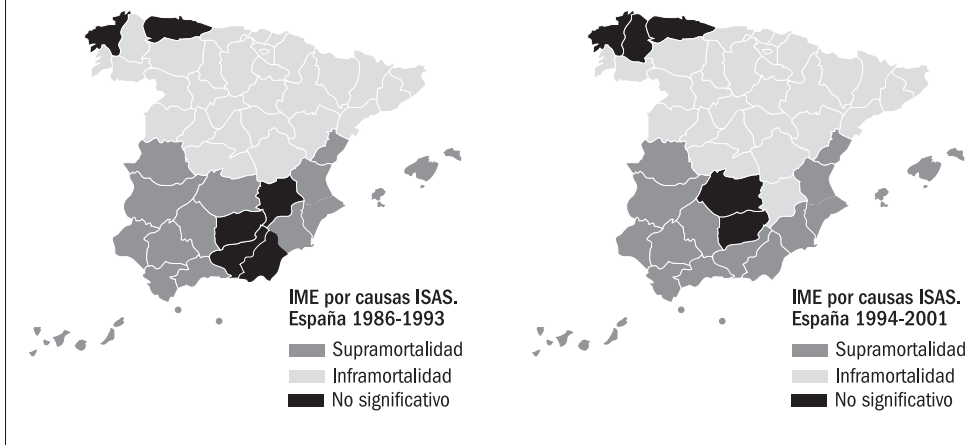 IME por causas ISAS.
España 1986-1993
Supramortalidad
Inframortalidad
No significativo
IME por causas ISAS.
España 1994-2001
Supramortalidad
Inframortalidad
No significativo